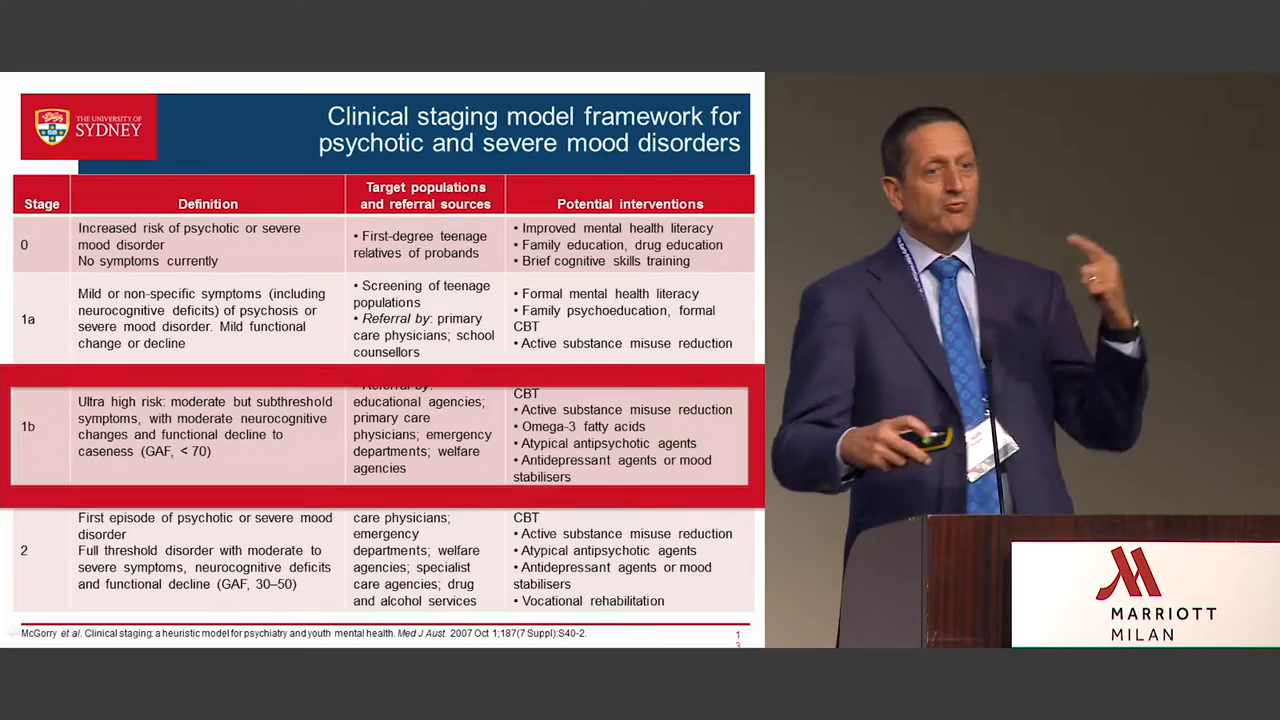 THE UNIVERSITY OF
SYDNEY
Clinical staging model framework for
psychotic and severe mood disorders
Stage
Definition
Target populations
and referral sources
Potential interventions
0
Increased risk of psychotic or severe
mood disorder
No symptoms currently
• First-degree teenage
relatives of probands
• Improved mental health literacy
• Family education, drug education
• Brief cognitive skills training
1a
Mild or non-specific symptoms (including
neurocognitive deficits) of psychosis or
severe mood disorder. Mild functional
change or decline
• Screening of teenage
populations
• Referral by: primary
care physicians; school
counsellors
• Formal mental health literacy
• Family psychoeducation, formal
CBT
• Active substance misuse reduction
1b
Ultra high risk: moderate but subthreshold
symptoms, with moderate neurocognitive
changes and functional decline to
caseness (GAF, < 70)
Referral by:
educational agencies;
primary care
physicians; emergency
departments; welfare
agencies
CBT
• Active substance misuse reduction
• Omega-3 fatty acids
• Atypical antipsychotic agents
• Antidepressant agents or mood
stabilisers
2
First episode of psychotic or severe mood
disorder
Full threshold disorder with moderate to
severe symptoms, neurocognitive deficits
and functional decline (GAF, 30–50)
care physicians;
emergency
departments; welfare
agencies; specialist
care agencies; drug
and alcohol services
CBT
• Active substance misuse reduction
• Atypical antipsychotic agents
• Antidepressant agents or mood
stabilisers
• Vocational rehabilitation
McGorry et al. Clinical staging: a heuristic model for psychiatry and youth mental health. Med J Aust. 2007 Oct 1;187(7 Suppl):S40-2.
1
3
MARRIOTT
MILAN